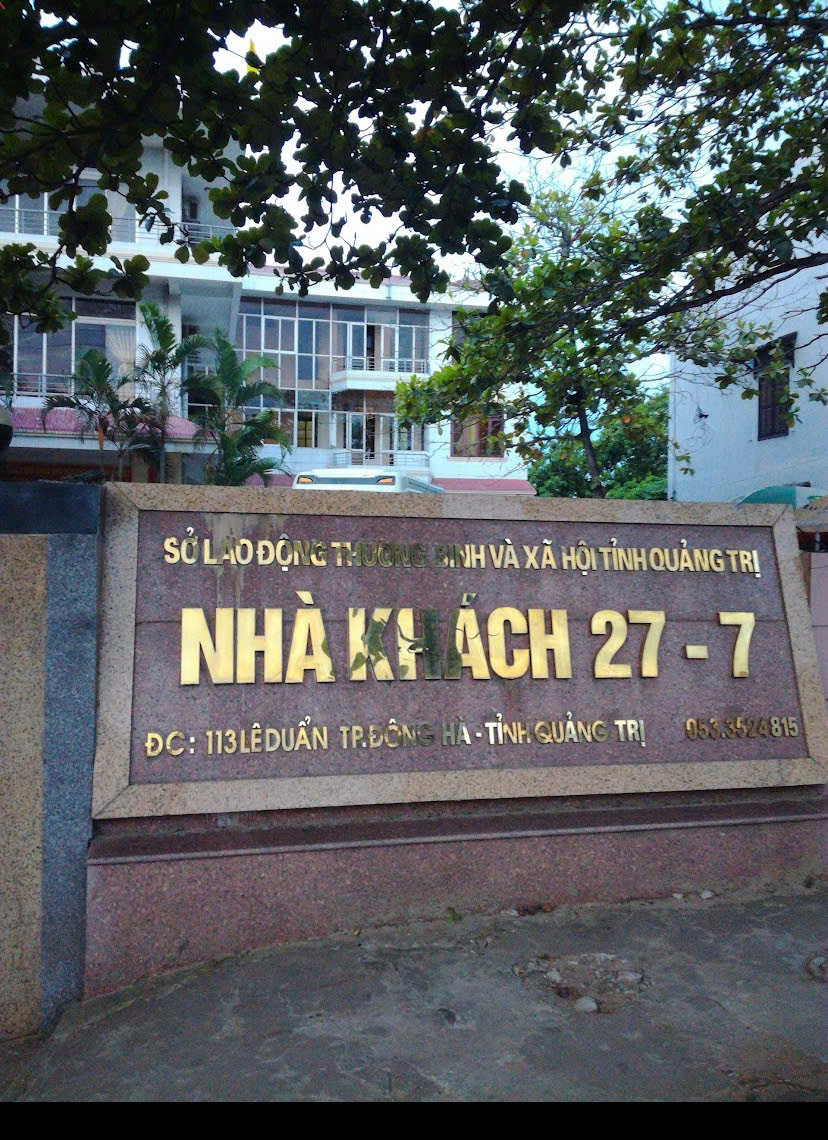 SỞ LAO ĐỘNG THƯƠNG BINH VÀ XÃ HỘI TỈNH QUẢNG TRỊ
NHÀ KHÁCH 27 - 7
ĐC: 113 LÊ DUẨN TP.ĐÔNG HÀ - TỈNH QUẢNG TRỊ 053.3524815